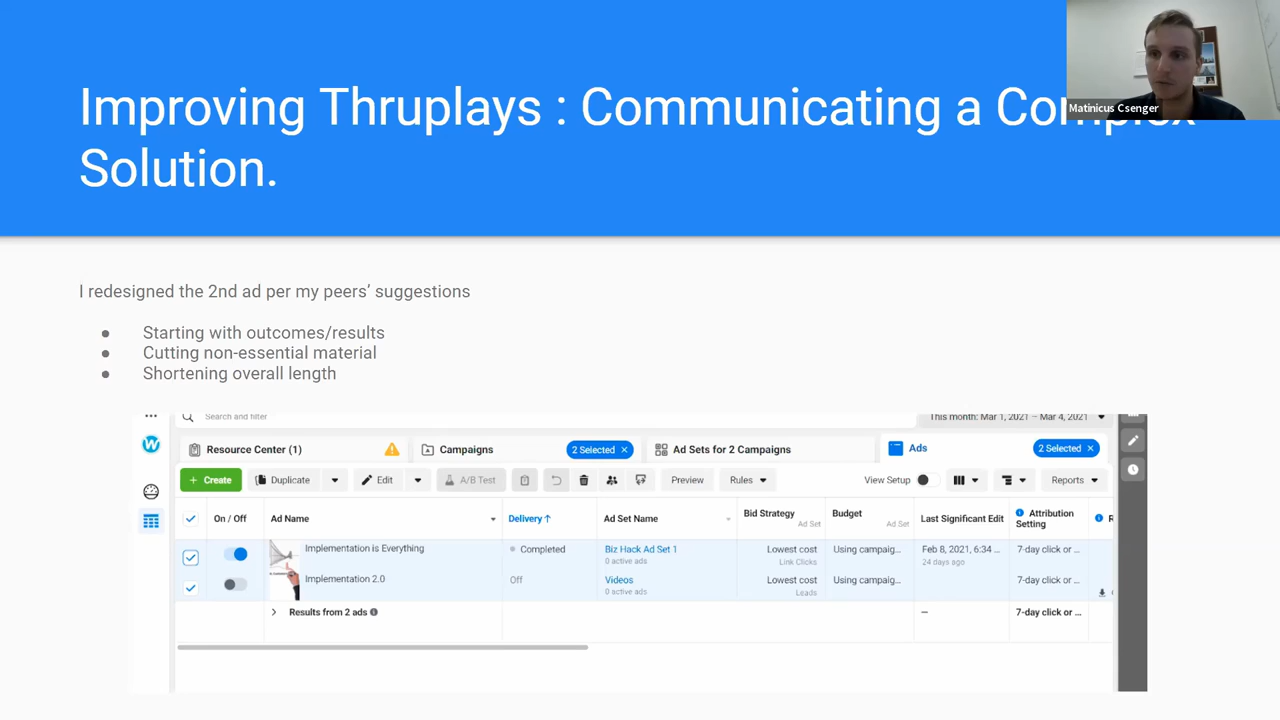 Improving Thruplays : Communicating a Complex
Solution.
Matinicus Csenger
I redesigned the 2nd ad per my peers’ suggestions
● Starting with outcomes/results
● Cutting non-essential material
● Shortening overall length
Search and filter
This month: Mar 1, 2021 – Mar 4, 2021
Resource Center (1)
Campaigns
2 Selected ×
Ad Sets for 2 Campaigns
Ads
2 Selected ×
+ Create
Duplicate
Edit
A/B Test
Preview
Rules
View Setup
Reports
On / Off
Ad Name
Delivery ↑
Ad Set Name
Bid Strategy
Ad Set
Budget
Ad Set
Last Significant Edit
Attribution
Setting
R
Implementation is Everything
Completed
Biz Hack Ad Set 1
0 active ads
Lowest cost
Link Clicks
Using campaig...
Feb 8, 2021, 6:34 ...
24 days ago
7-day click or ...
Implementation 2.0
Off
Videos
0 active ads
Lowest cost
Leads
Using campaig...
7-day click or ...
Results from 2 ads
—
7-day click or ...